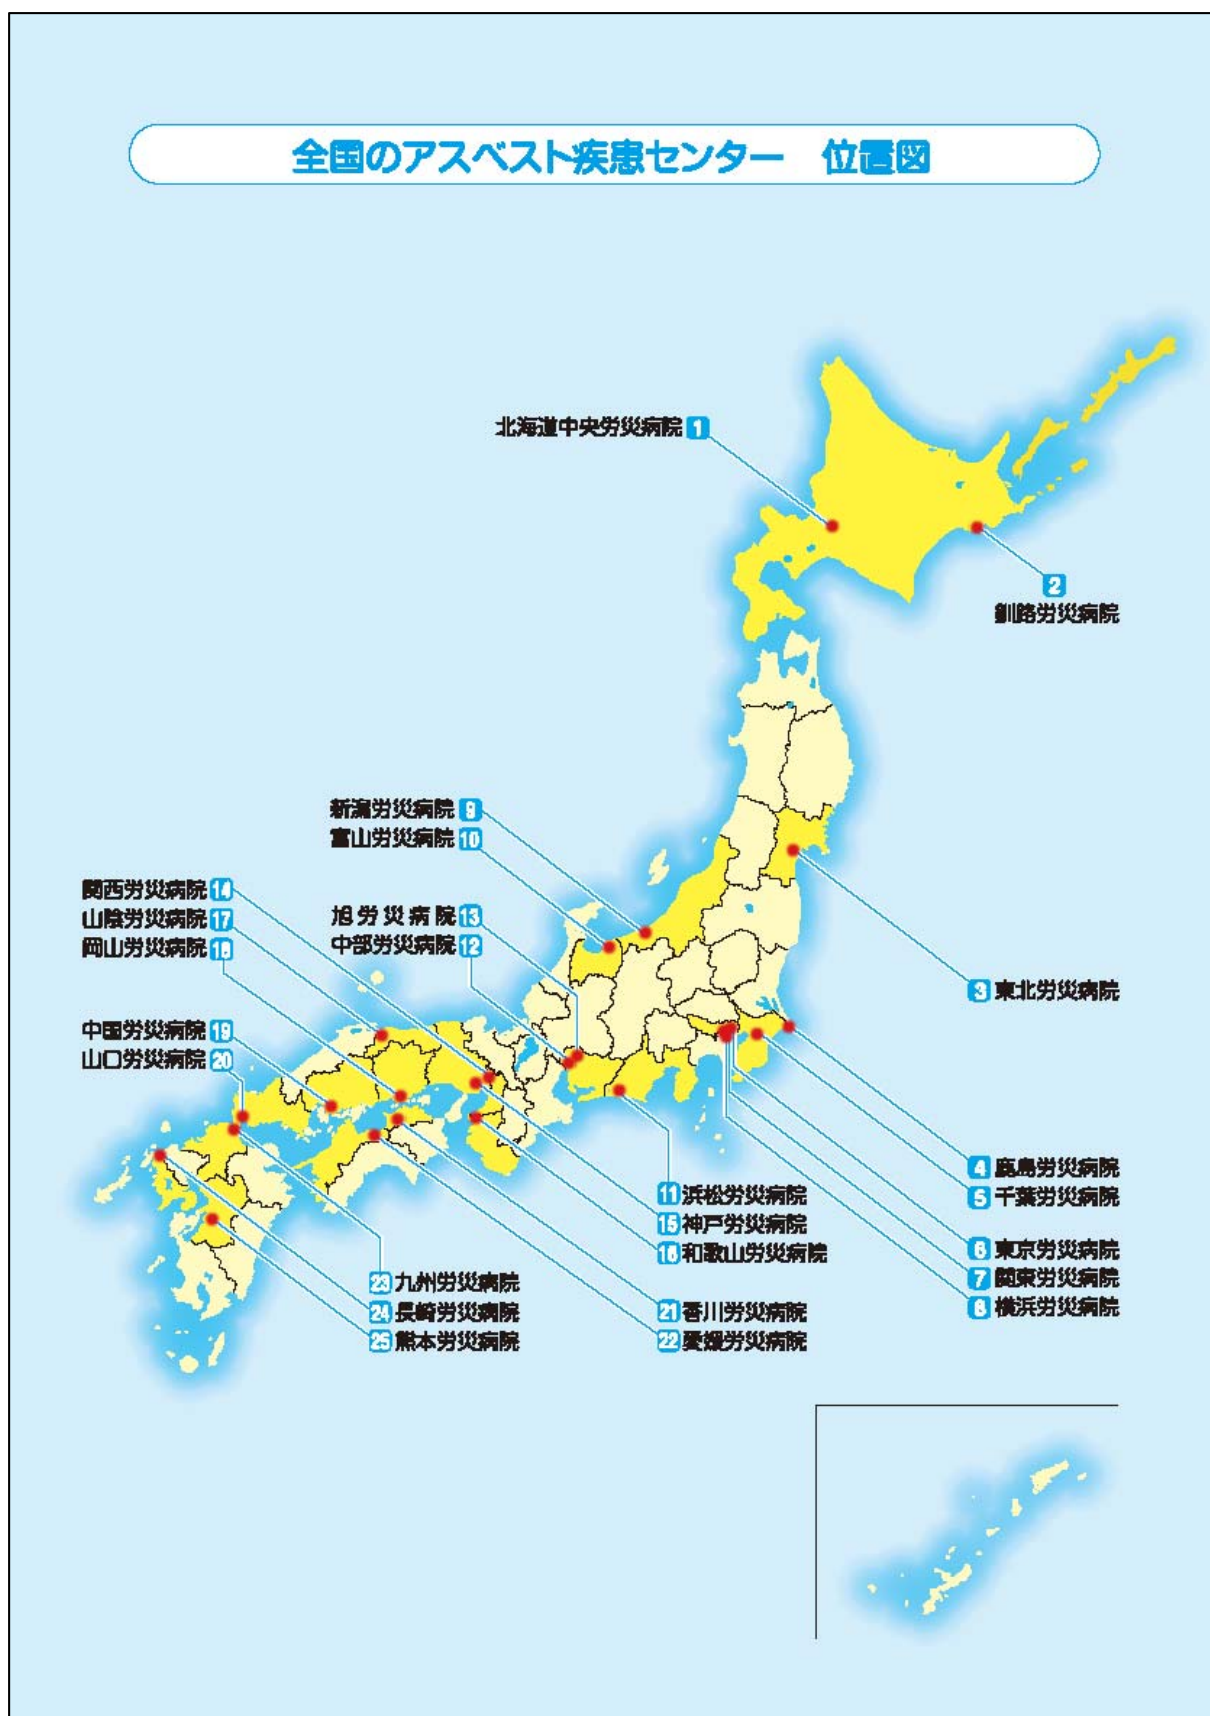 全国のアスベスト疾患センター 位置図
北海道中央労災病院 1
2
釧路労災病院
新潟労災病院 9
富山労災病院 10
関西労災病院 14
山陰労災病院 17
岡山労災病院 18
旭労災病院 13
中部労災病院 12
3 東北労災病院
中国労災病院 19
山口労災病院 20
4 鹿島労災病院
5 千葉労災病院
11 浜松労災病院
15 神戸労災病院
16 和歌山労災病院
6 東京労災病院
7 関東労災病院
8 横浜労災病院
23 九州労災病院
24 長崎労災病院
25 熊本労災病院
21 香川労災病院
22 愛媛労災病院